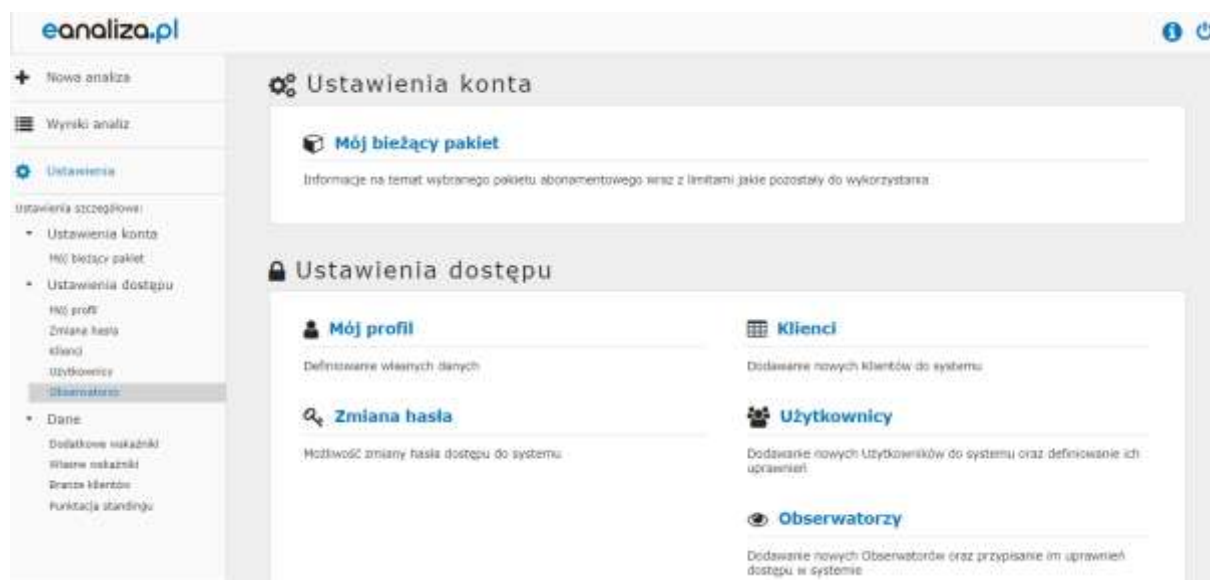 eanaliza.pl
Nowa analiza
Wyniki analiz
Ustawienia
Ustawienia szczegółowe:
Ustawienia konta
Mój bieżący pakiet
Ustawienia dostępu
Mój profil
Zmiana hasła
Klienci
Użytkownicy
Obserwatorzy
Dane
Dodatkowe wskaźniki
Własne wskaźniki
Branże klientów
Punktacja standingu
Ustawienia konta
Mój bieżący pakiet
Informacje na temat wybranego pakietu abonamentowego wraz z limitami jakie pozostały do wykorzystania
Ustawienia dostępu
Mój profil
Definiowanie własnych danych
Zmiana hasła
Możliwość zmiany hasła dostępu do systemu
Klienci
Dodawanie nowych Klientów do systemu
Użytkownicy
Dodawanie nowych Użytkowników do systemu oraz definiowanie ich
uprawnień
Obserwatorzy
Dodawanie nowych Obserwatorów oraz przypisanie im uprawnień
dostępu w systemie